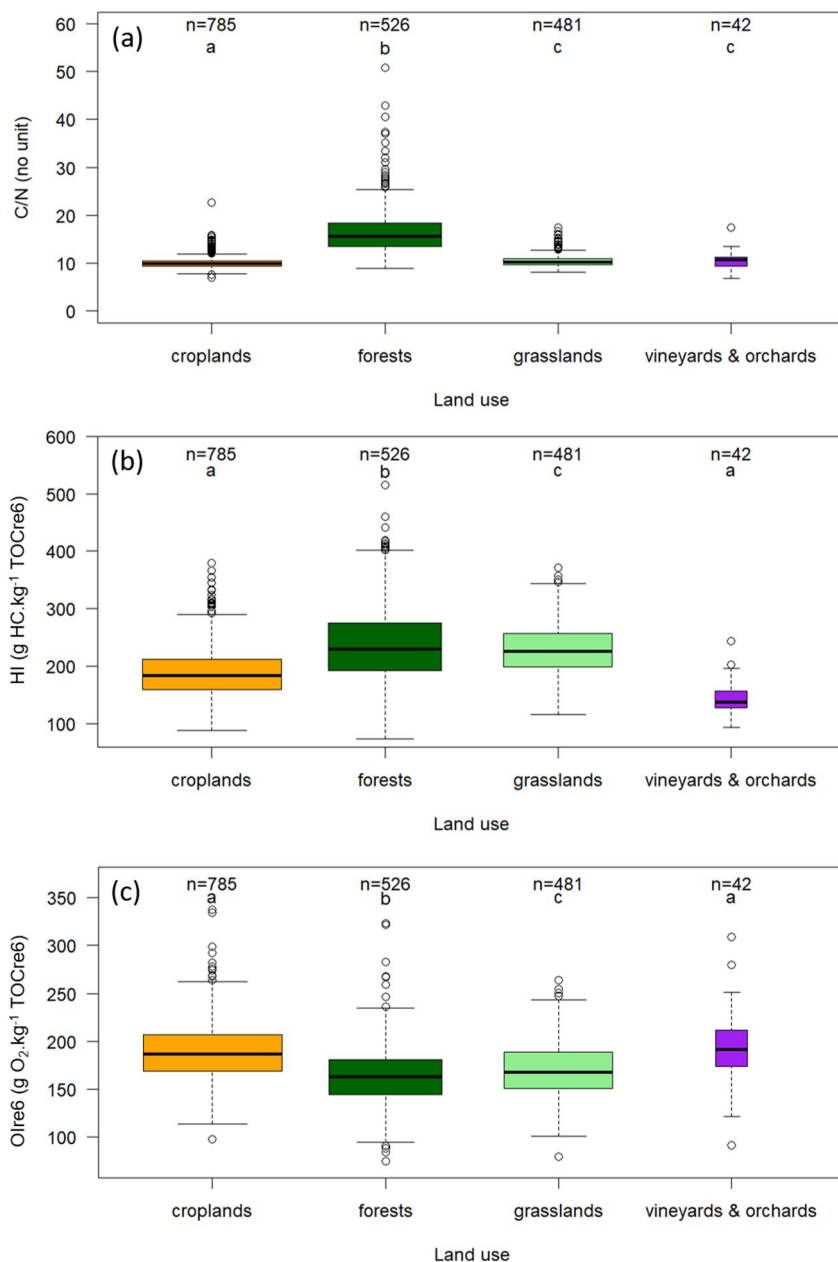 (a)
n=785 n=526 n=481 n=42
a b c c
60
50
40
30
20
10
0
C/N (no unit)
croplands forests grasslands vineyards & orchards
Land use
(b)
n=785 n=526 n=481 n=42
a b c a
600
500
400
300
200
100
HI (g HC.kg⁻¹ TOCre6)
croplands forests grasslands vineyards & orchards
Land use
(c)
n=785 n=526 n=481 n=42
a b c a
350
300
250
200
150
100
OIre6 (g O₂.kg⁻¹ TOCre6)
croplands forests grasslands vineyards & orchards
Land use